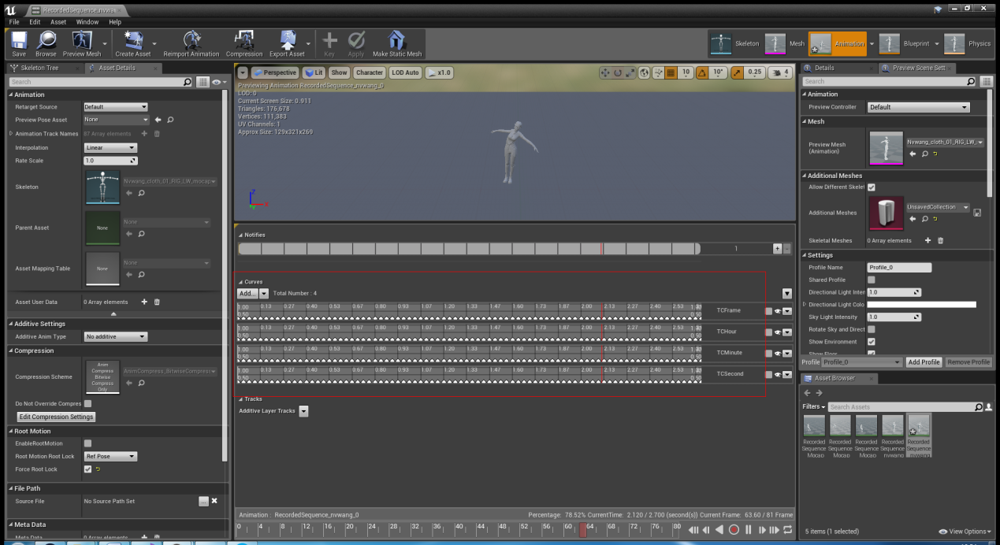 RecordedSequence_nvwa
File Edit Asset Window Help
Save Browse Preview Mesh Create Asset Reimport Animation Compression Export Asset Key Apply Make Static Mesh
Skeleton Mesh Animation Blueprint Physics
Skeleton Tree Asset Details
Search
Animation
Retarget Source Default
Preview Pose Asset None
Animation Track Names 87 Array elements
Interpolation Linear
Rate Scale 1.0
Skeleton Nvwang_cloth_01_RIG_LW_mocap
Parent Asset None None
Asset Mapping Table None None
Asset User Data 0 Array elements
Additive Settings
Additive Anim Type No additive
Compression
Compression Scheme
Anim
Compress
Bitwise
Compress
Only
AnimCompress_BitwiseCompress
Do Not Override Compres
Edit Compression Settings
Root Motion
EnableRootMotion
Root Motion Root Lock Ref Pose
Force Root Lock
File Path
Source File No Source Path Set ...
Meta Data
Meta Data 0 Array elements
Perspective Lit Show Character LOD Auto x1.0
10 10° 0.25 4
Previewing Animation RecordedSequence_nvwang_0
LOD: 0
Current Screen Size: 0.911
Triangles: 176,678
Vertices: 111,383
UV Channels: 1
Approx Size: 129x321x269
Z
X
Notifies
1
Curves
Add... Total Number : 4
1.00 0.13 0.27 0.40 0.53 0.67 0.80 0.93 1.07 1.20 1.33 1.47 1.60 1.73 1.87 2.00 2.13 2.27 2.40 2.53
0.50 0.50
TCFrame
1.00 0.13 0.27 0.40 0.53 0.67 0.80 0.93 1.07 1.20 1.33 1.47 1.60 1.73 1.87 2.00 2.13 2.27 2.40 2.53
0.50 0.50
TCHour
1.00 0.13 0.27 0.40 0.53 0.67 0.80 0.93 1.07 1.20 1.33 1.47 1.60 1.73 1.87 2.00 2.13 2.27 2.40 2.53
0.50 0.50
TCMinute
1.00 0.13 0.27 0.40 0.53 0.67 0.80 0.93 1.07 1.20 1.33 1.47 1.60 1.73 1.87 2.00 2.13 2.27 2.40 2.53
0.50 0.50
TCSecond
Tracks
Additive Layer Tracks
Animation : RecordedSequence_nvwang_0 Percentage: 78.52% CurrentTime: 2.120 / 2.700 (second(s)) Current Frame: 63.60 / 81 Frame
0 4 8 12 16 20 24 28 32 36 40 44 48 52 56 60 64 68 72 76 80
Details Preview Scene Sett
Search
Animation
Preview Controller Default
Mesh
Preview Mesh
(Animation)
Nvwang_cloth_01_RIG_LW_
Additional Meshes
Allow Different Skelet
Additional Meshes UnsavedCollection
Skeletal Meshes 0 Array elements
Settings
Profile Name Profile_0
Shared Profile
Directional Light Inten 1.0
Directional Light Colo
Sky Light Intensity 1.0
Rotate Sky and Direct
Show Environment
Show Floor
Profile Profile_0 Add Profile Remove Profile
Asset Browser
Filters Search Assets
Recorded Recorded Recorded Recorded Recorded
Sequence Sequence Sequence Sequence Sequence
Mocap Mocap Mocap nvwang nvwang
5 items (1 selected) View Options